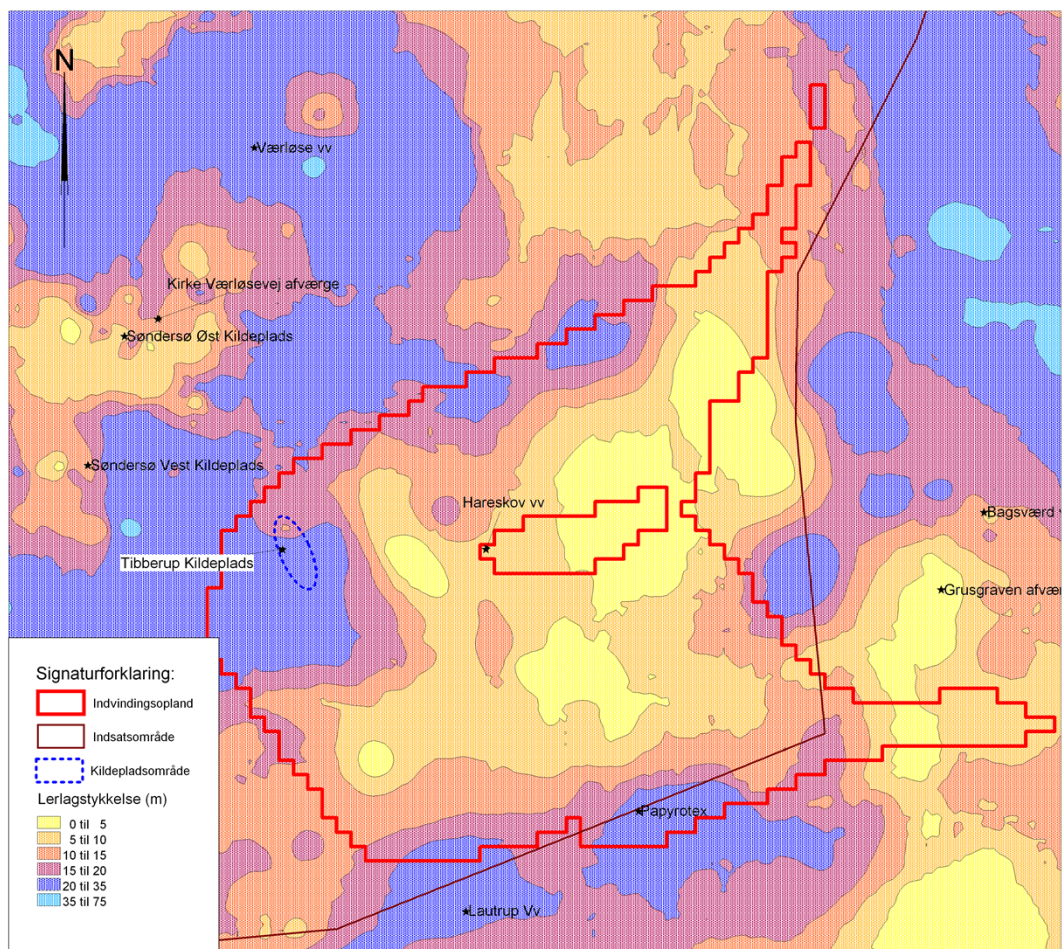 N
Værløse vv
Kirke Værløsevej afværge
Søndersø Øst Kildeplads
Søndersø Vest Kildeplads
Hareskov vv
Bagsværd v
Tibberup Kildeplads
Grusgraven afvær
Papyrotex
Lautrup Vv
Signaturforklaring:
Indvindingsopland
Indsatsområde
Kildepladsområde
Lerlagstykkelse (m)
0 til 5
5 til 10
10 til 15
15 til 20
20 til 35
35 til 75